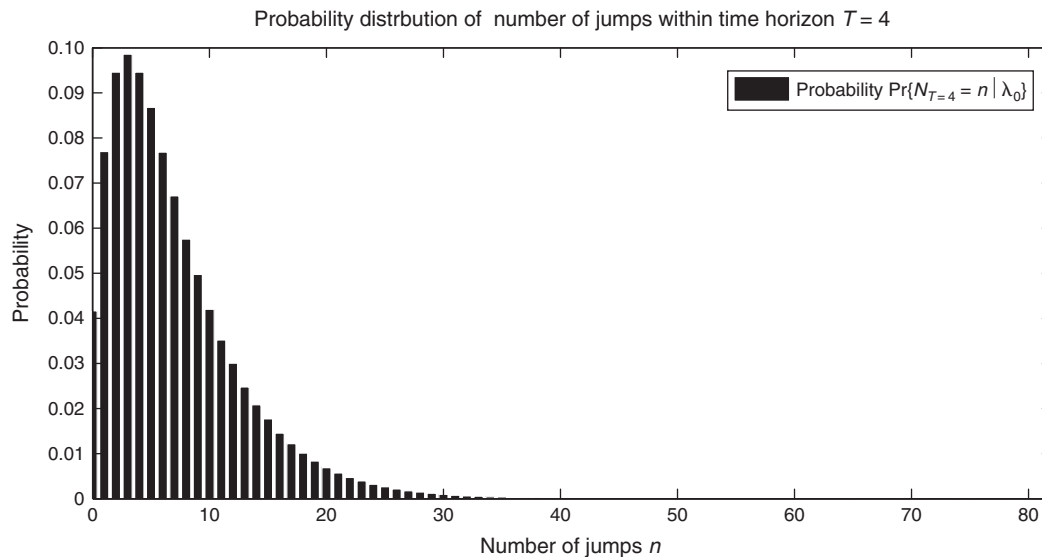 Probability distrbution of number of jumps within time horizon T = 4
0.10
0.09
0.08
0.07
0.06
0.05
0.04
0.03
0.02
0.01
0
Probability
Probability Pr{N_{T=4} = n | λ_0}
0 10 20 30 40 50 60 70 80
Number of jumps n